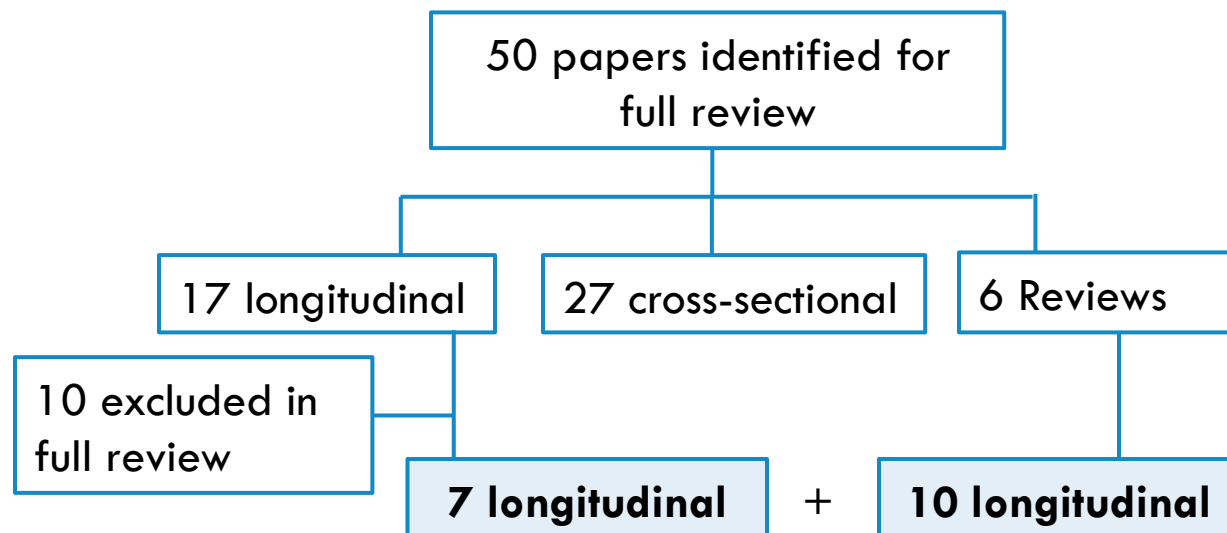 50 papers identified for
full review
17 longitudinal
27 cross-sectional
6 Reviews
10 excluded in
full review
7 longitudinal
+
10 longitudinal